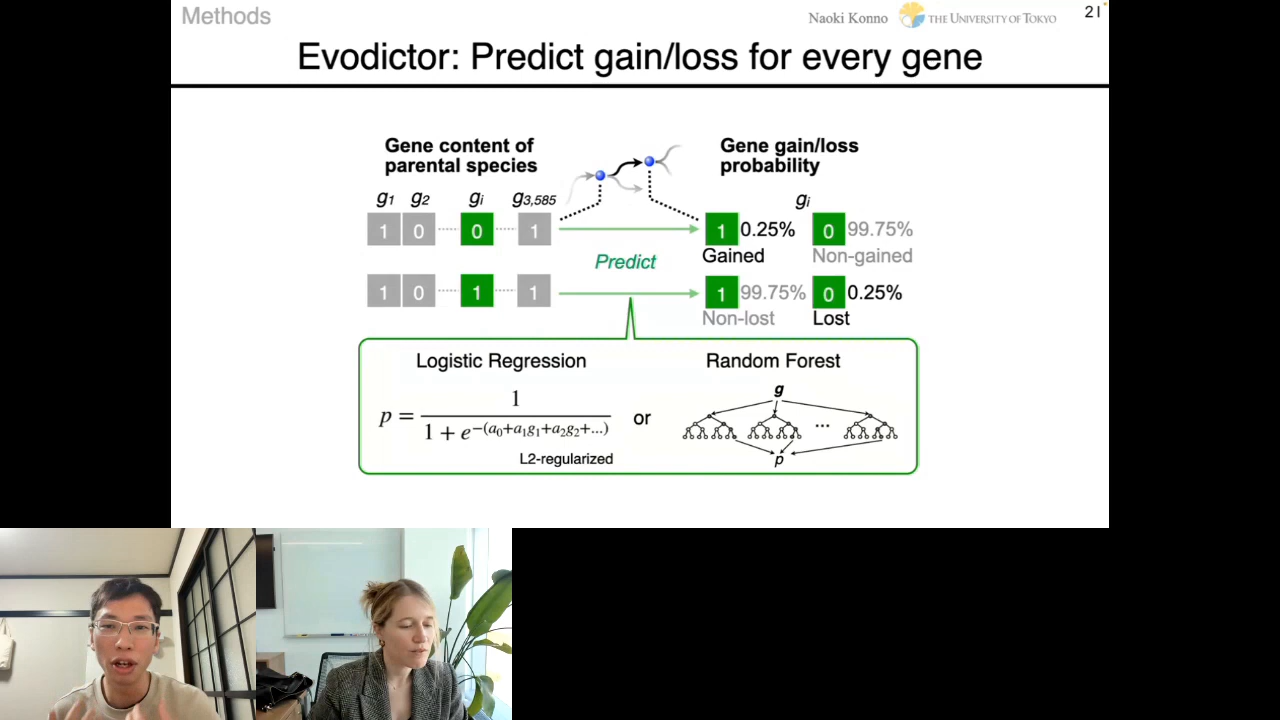 Methods
Naoki Konno THE UNIVERSITY OF TOKYO 21
Evodictor: Predict gain/loss for every gene
Gene content of
parental species
Gene gain/loss
probability
g1 g2 gi g3,585
gi
1 0 0 1
1 0.25% 0 99.75%
Gained Non-gained
Predict
1 0 1 1
1 99.75% 0 0.25%
Non-lost Lost
Logistic Regression
p = 1 / (1 + e^−(a0+a1g1+a2g2+...))
L2-regularized
or
Random Forest
g
...
p